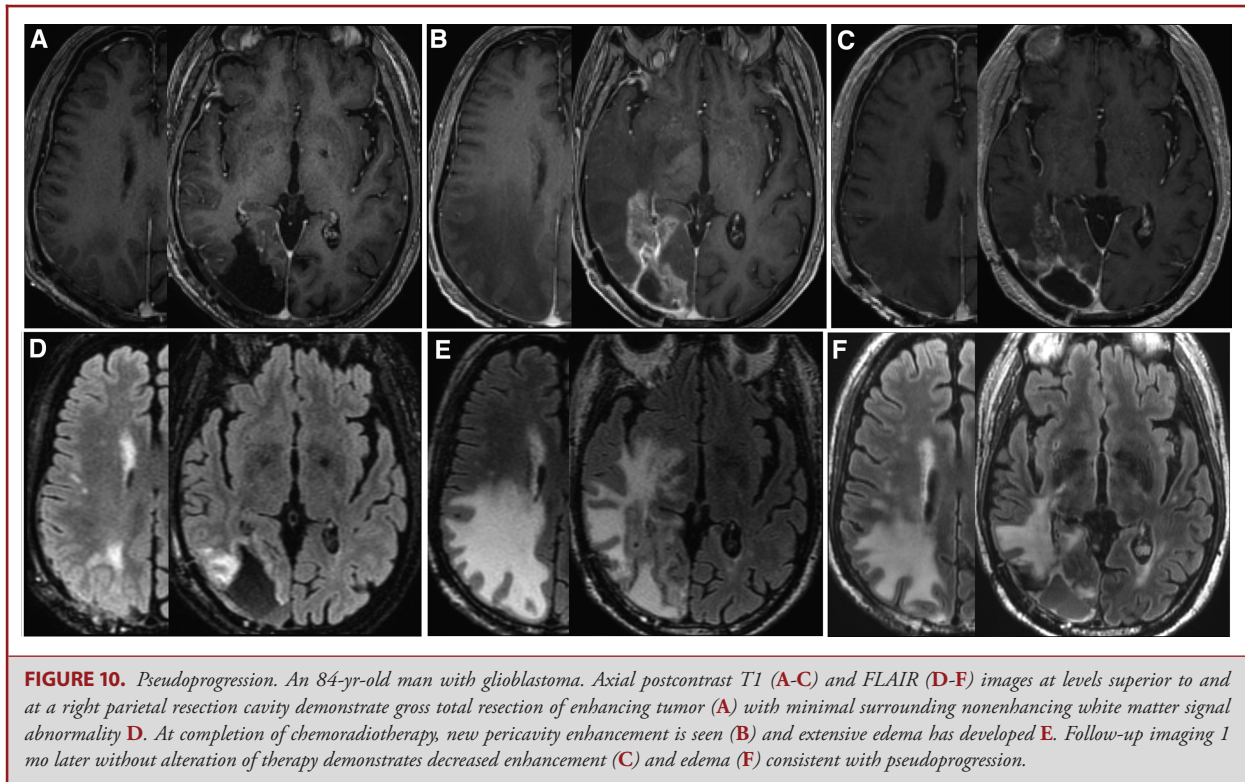 A
B
C
D
E
F
FIGURE 10. Pseudoprogression. An 84-yr-old man with glioblastoma. Axial postcontrast T1 (A-C) and FLAIR (D-F) images at levels superior to and
at a right parietal resection cavity demonstrate gross total resection of enhancing tumor (A) with minimal surrounding nonenhancing white matter signal
abnormality D. At completion of chemoradiotherapy, new pericavity enhancement is seen (B) and extensive edema has developed E. Follow-up imaging 1
mo later without alteration of therapy demonstrates decreased enhancement (C) and edema (F) consistent with pseudoprogression.